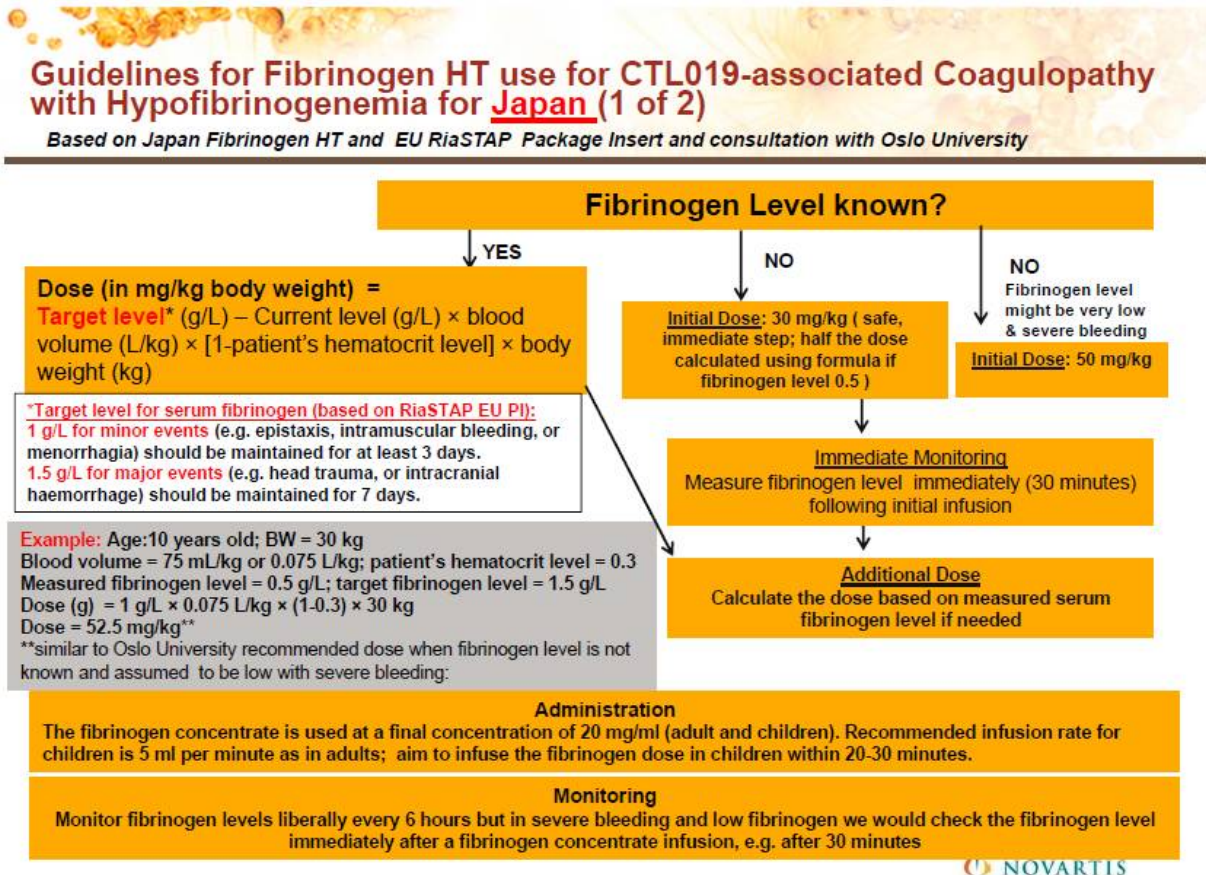 Guidelines for Fibrinogen HT use for CTL019-associated Coagulopathy
with Hypofibrinogenemia for Japan (1 of 2)
Based on Japan Fibrinogen HT and EU RiaSTAP Package Insert and consultation with Oslo University
Fibrinogen Level known?
YES
NO
NO
Fibrinogen level
might be very low
& severe bleeding
Dose (in mg/kg body weight) =
Target level* (g/L) – Current level (g/L) × blood
volume (L/kg) × [1-patient's hematocrit level] × body
weight (kg)
Initial Dose: 30 mg/kg ( safe,
immediate step; half the dose
calculated using formula if
fibrinogen level 0.5 )
Initial Dose: 50 mg/kg
*Target level for serum fibrinogen (based on RiaSTAP EU PI):
1 g/L for minor events (e.g. epistaxis, intramuscular bleeding, or
menorrhagia) should be maintained for at least 3 days.
1.5 g/L for major events (e.g. head trauma, or intracranial
haemorrhage) should be maintained for 7 days.
Immediate Monitoring
Measure fibrinogen level immediately (30 minutes)
following initial infusion
Example: Age:10 years old; BW = 30 kg
Blood volume = 75 mL/kg or 0.075 L/kg; patient's hematocrit level = 0.3
Measured fibrinogen level = 0.5 g/L; target fibrinogen level = 1.5 g/L
Dose (g) = 1 g/L × 0.075 L/kg × (1-0.3) × 30 kg
Dose = 52.5 mg/kg**
**similar to Oslo University recommended dose when fibrinogen level is not
known and assumed to be low with severe bleeding:
Additional Dose
Calculate the dose based on measured serum
fibrinogen level if needed
Administration
The fibrinogen concentrate is used at a final concentration of 20 mg/ml (adult and children). Recommended infusion rate for
children is 5 ml per minute as in adults; aim to infuse the fibrinogen dose in children within 20-30 minutes.
Monitoring
Monitor fibrinogen levels liberally every 6 hours but in severe bleeding and low fibrinogen we would check the fibrinogen level
immediately after a fibrinogen concentrate infusion, e.g. after 30 minutes
NOVARTIS